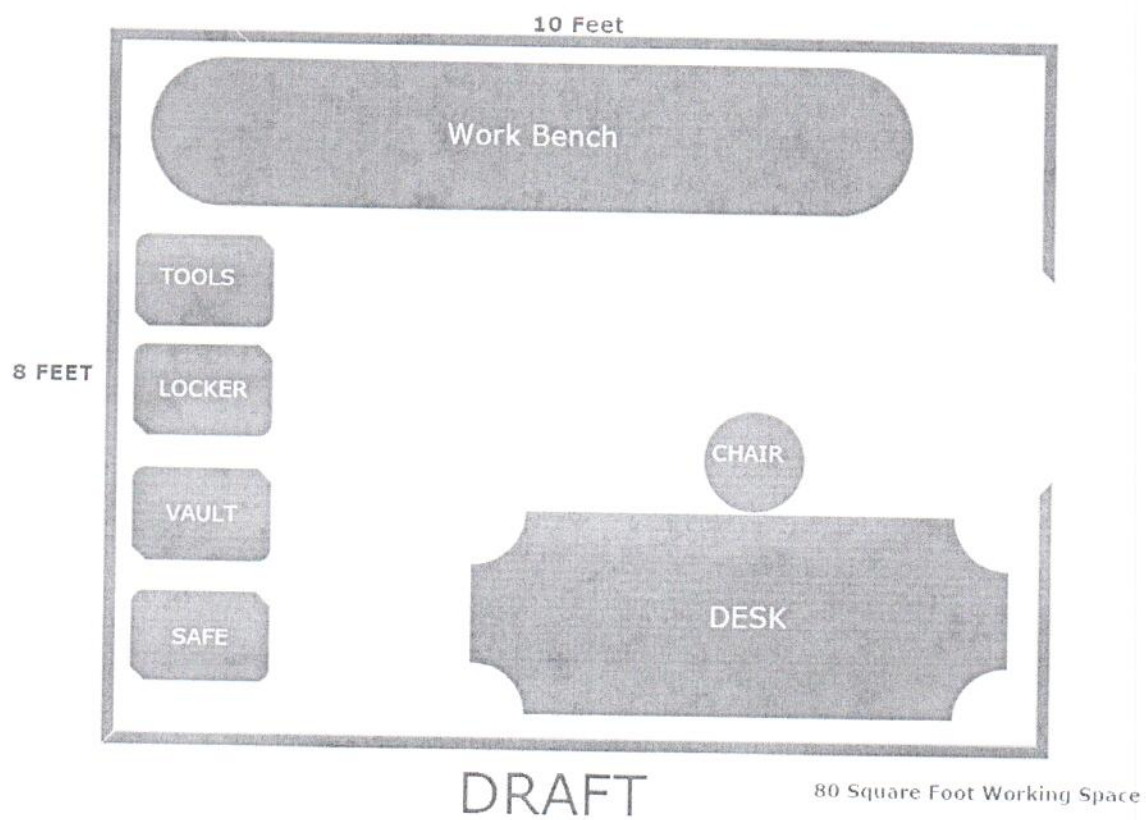 10 Feet
Work Bench
TOOLS
8 FEET
LOCKER
CHAIR
VAULT
DESK
SAFE
DRAFT
80 Square Foot Working Space